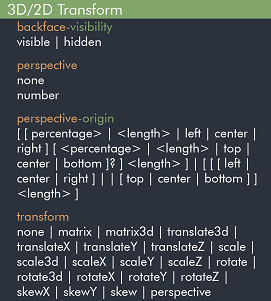 3D/2D Transform
backface-visibility
visible | hidden
perspective
none
number
perspective-origin
[ [ percentage> | <length> | left | center |
right ] [ <percentage> | <length> | top |
center | bottom ]? ] <length> ] | [ [ [ left |
center | right ] | | [ top | center | bottom ] ]
<length> ]
transform
none | matrix | matrix3d | translate3d |
translateX | translateY | translateZ | scale |
scale3d | scaleX | scaleY | scaleZ | rotate |
rotate3d | rotateX | rotateY | rotateZ |
skewX | skewY | skew | perspective